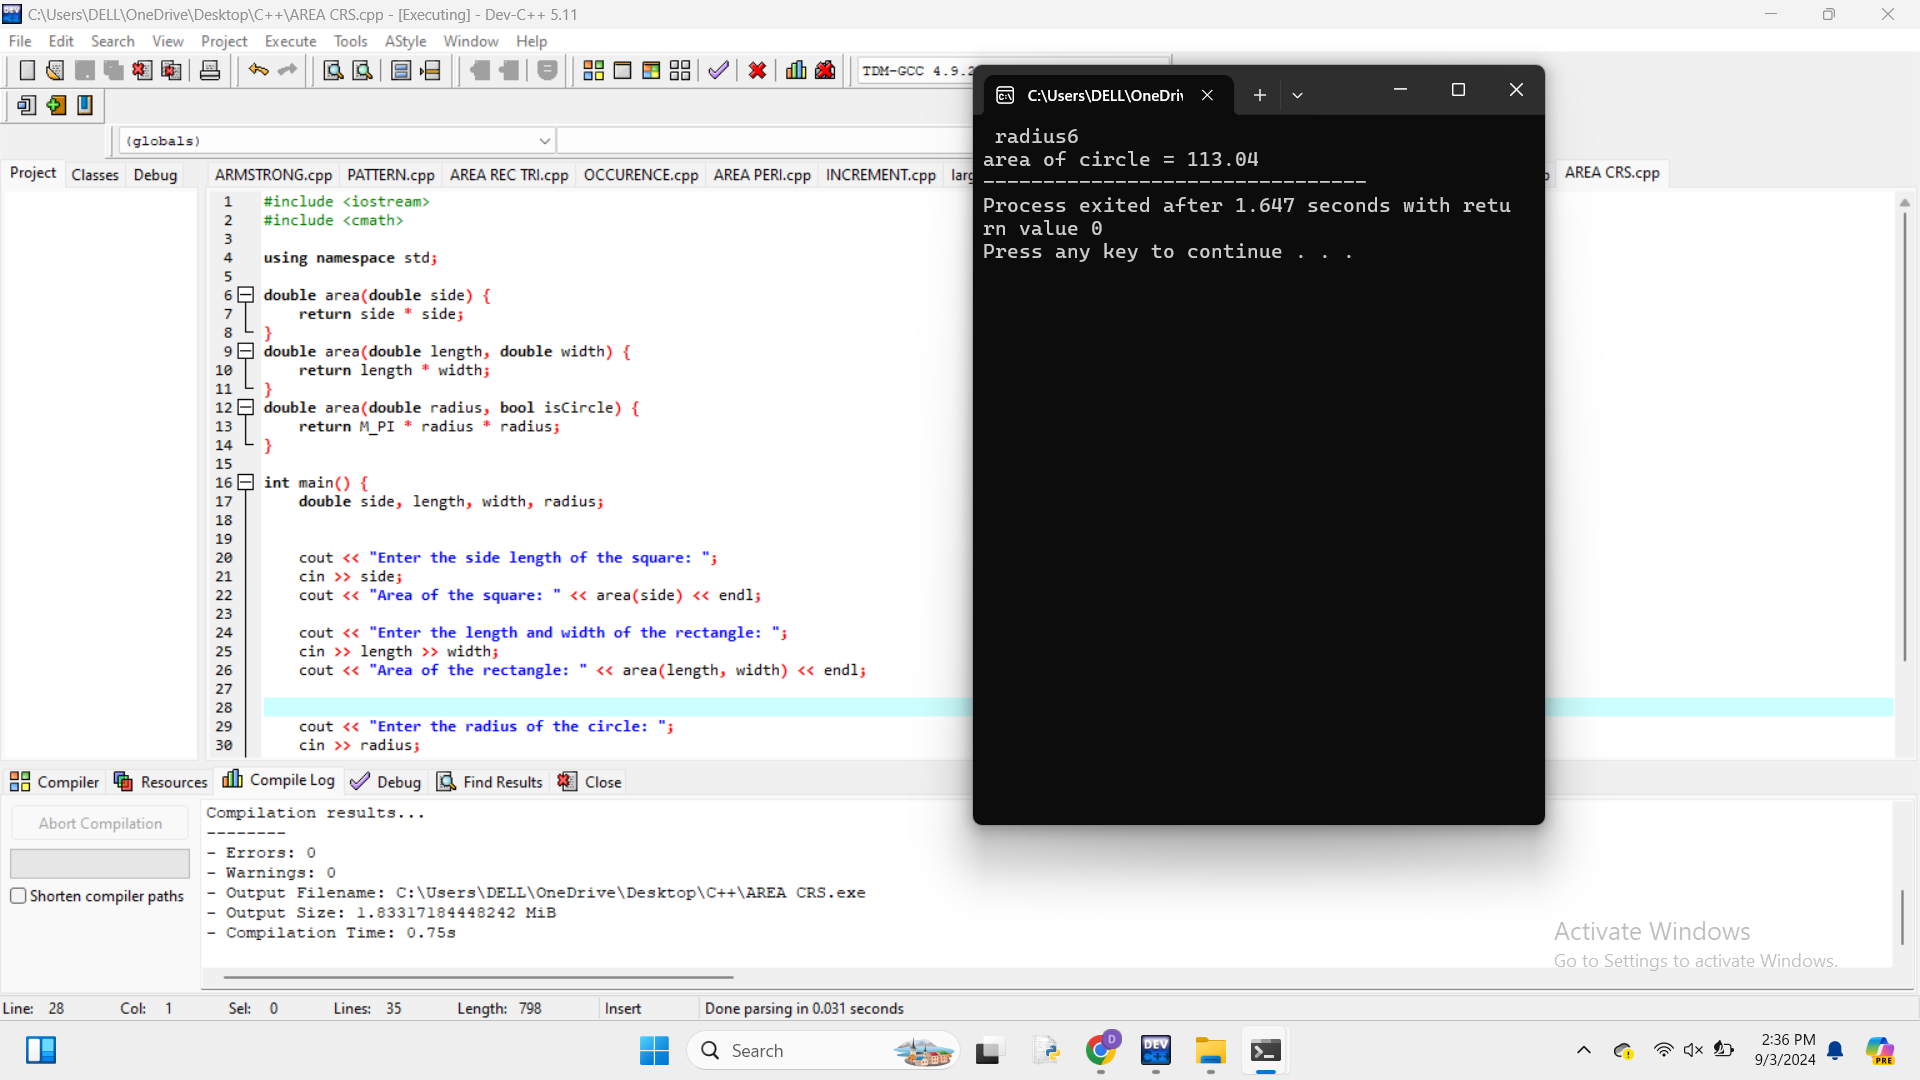 C:\Users\DELL\OneDrive\Desktop\C++\AREA CRS.cpp - [Executing] - Dev-C++ 5.11
File Edit Search View Project Execute Tools AStyle Window Help
TDM-GCC 4.9.2
(globals)
Project Classes Debug
ARMSTRONG.cpp PATTERN.cpp AREA REC TRI.cpp OCCURENCE.cpp AREA PERI.cpp INCREMENT.cpp AREA CRS.cpp
1 #include <iostream>
2 #include <cmath>
3
4 using namespace std;
5
6 double area(double side) {
7 return side * side;
8 }
9 double area(double length, double width) {
10 return length * width;
11 }
12 double area(double radius, bool isCircle) {
13 return M_PI * radius * radius;
14 }
15
16 int main() {
17 double side, length, width, radius;
18
19
20 cout << "Enter the side length of the square: ";
21 cin >> side;
22 cout << "Area of the square: " << area(side) << endl;
23
24 cout << "Enter the length and width of the rectangle: ";
25 cin >> length >> width;
26 cout << "Area of the rectangle: " << area(length, width) << endl;
27
28
29 cout << "Enter the radius of the circle: ";
30 cin >> radius;
C:\Users\DELL\OneDri
radius6
area of circle = 113.04
--------------------------------
Process exited after 1.647 seconds with retu
rn value 0
Press any key to continue . . .
Compiler Resources Compile Log Debug Find Results Close
Abort Compilation
Shorten compiler paths
Compilation results...
--------
- Errors: 0
- Warnings: 0
- Output Filename: C:\Users\DELL\OneDrive\Desktop\C++\AREA CRS.exe
- Output Size: 1.83317184448242 MiB
- Compilation Time: 0.75s
Activate Windows
Go to Settings to activate Windows.
Line: 28 Col: 1 Sel: 0 Lines: 35 Length: 798 Insert Done parsing in 0.031 seconds
Search
D
DEV
PRE
2:36 PM
9/3/2024